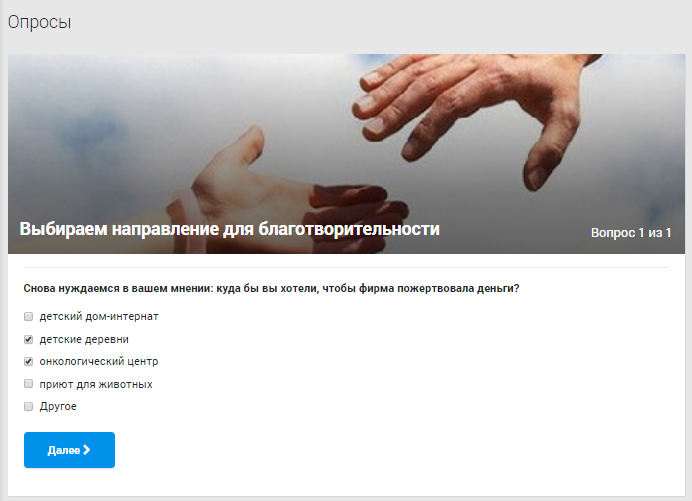 Опросы
Выбираем направление для благотворительности
Вопрос 1 из 1
Снова нуждаемся в вашем мнении: куда бы вы хотели, чтобы фирма пожертвовала деньги?
детский дом-интернат
детские деревни
онкологический центр
приют для животных
Другое
Далее